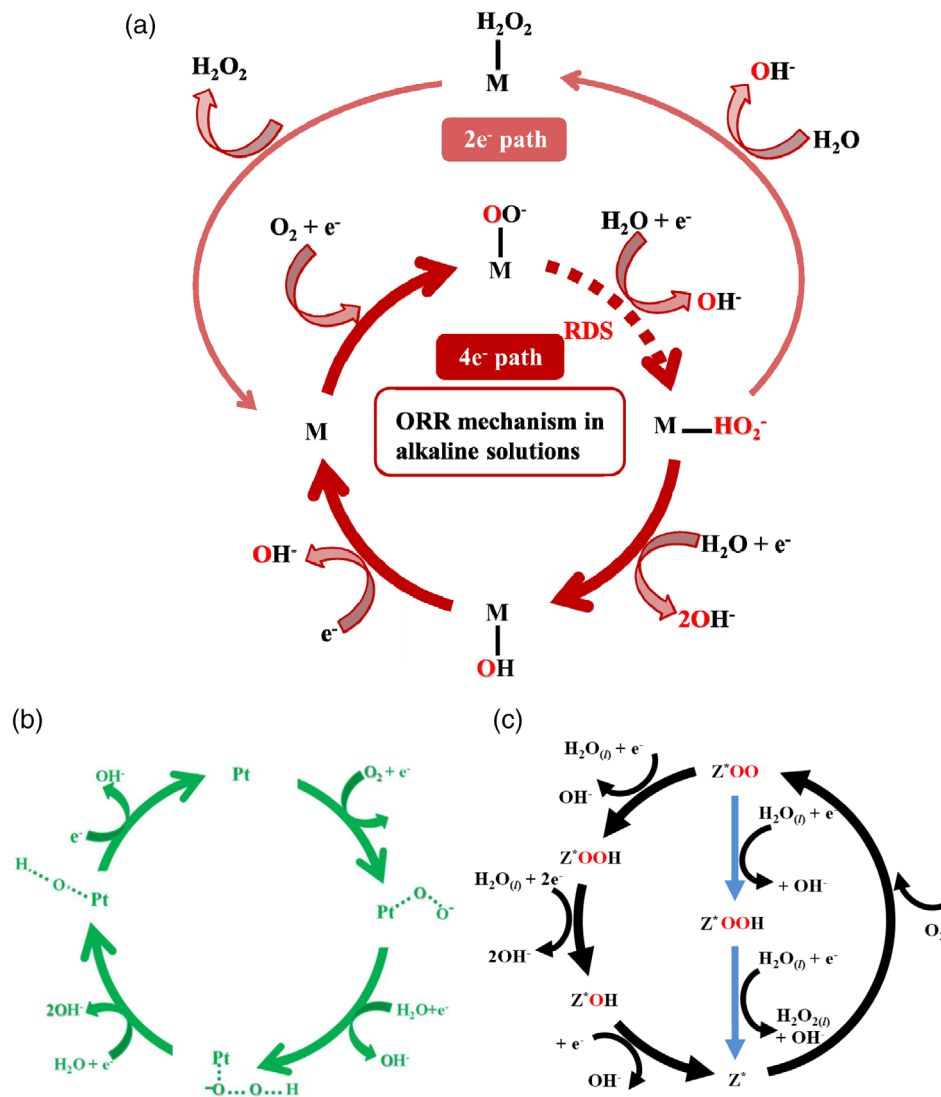 (a)
H₂O₂
M
H₂O₂
OH⁻
H₂O
2e⁻ path
O₂ + e⁻
OO⁻
M
H₂O + e⁻
OH⁻
RDS
4e⁻ path
ORR mechanism in
alkaline solutions
M
M — HO₂⁻
H₂O + e⁻
2OH⁻
OH⁻
e⁻
M
OH
(b)
Pt
O₂ + e⁻
OH⁻
e⁻
H
O
Pt
Pt
O
O⁻
H₂O+e⁻
OH⁻
2OH⁻
H₂O + e⁻
Pt
⁻O
O
H
(c)
H₂O(l) + e⁻
OH⁻
Z*OO
H₂O(l) + e⁻
+ OH⁻
Z*OOH
H₂O(l) + 2e⁻
2OH⁻
Z*OOH
H₂O(l) + e⁻
H₂O₂(l)
+ OH⁻
O₂
Z*OH
+ e⁻
OH⁻
Z*